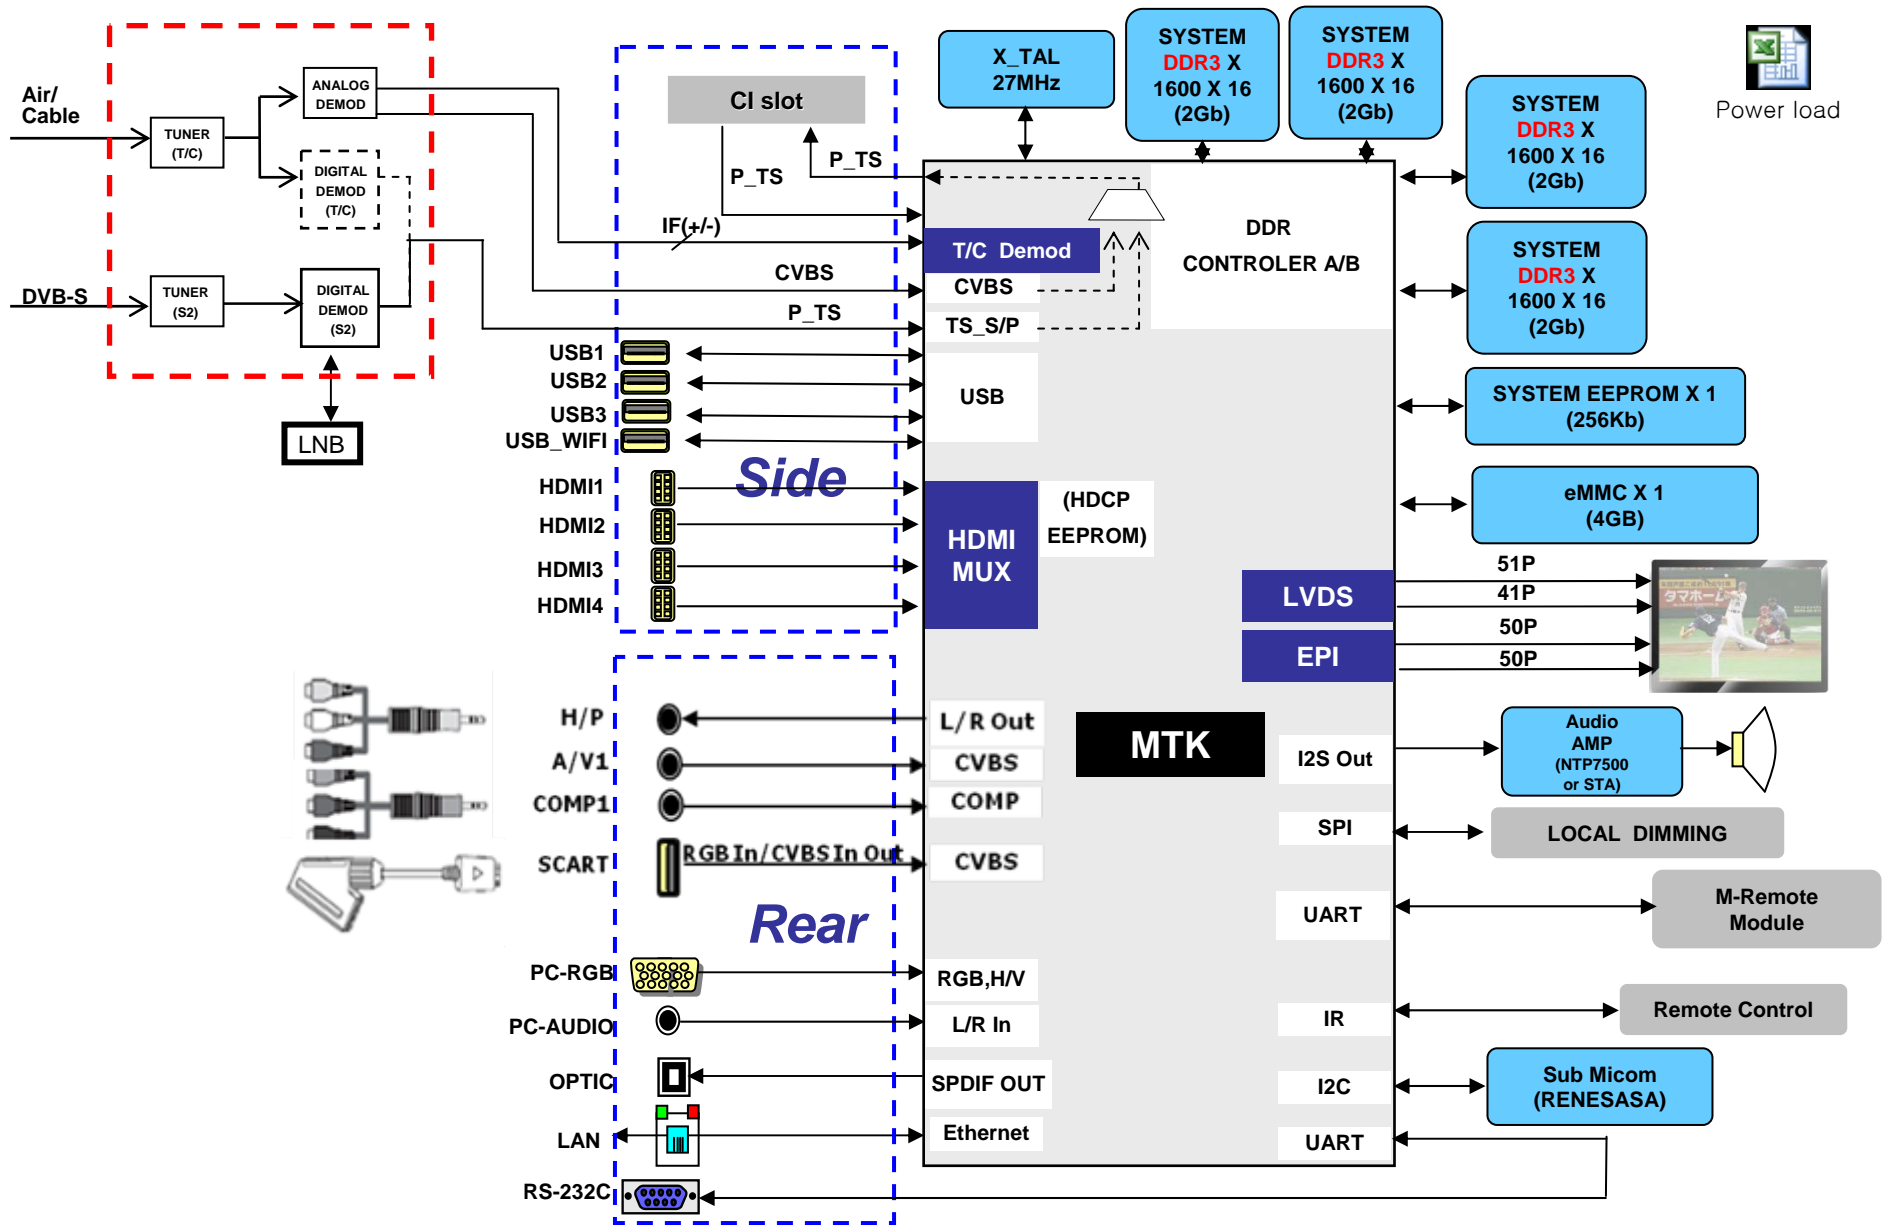 Air/
Cable
TUNER
(T/C)
ANALOG
DEMOD
DIGITAL
DEMOD
(T/C)
DVB-S
TUNER
(S2)
DIGITAL
DEMOD
(S2)
LNB
CI slot
P_TS
P_TS
IF(+/-)
CVBS
P_TS
USB1
USB2
USB3
USB_WIFI
Side
HDMI1
HDMI2
HDMI3
HDMI4
H/P
A/V1
COMP1
SCART
RGB In/CVBS In Out
Rear
PC-RGB
PC-AUDIO
OPTIC
LAN
RS-232C
X_TAL
27MHz
SYSTEM
DDR3 X
1600 X 16
(2Gb)
SYSTEM
DDR3 X
1600 X 16
(2Gb)
T/C Demod
CVBS
TS_S/P
USB
HDMI
MUX
(HDCP
EEPROM)
DDR
CONTROLER A/B
L/R Out
CVBS
COMP
CVBS
RGB,H/V
L/R In
SPDIF OUT
Ethernet
MTK
LVDS
EPI
I2S Out
SPI
UART
IR
I2C
UART
Power load
SYSTEM
DDR3 X
1600 X 16
(2Gb)
SYSTEM
DDR3 X
1600 X 16
(2Gb)
SYSTEM EEPROM X 1
(256Kb)
eMMC X 1
(4GB)
51P
41P
50P
50P
タマホーム
Audio
AMP
(NTP7500
or STA)
LOCAL DIMMING
M-Remote
Module
Remote Control
Sub Micom
(RENESASA)